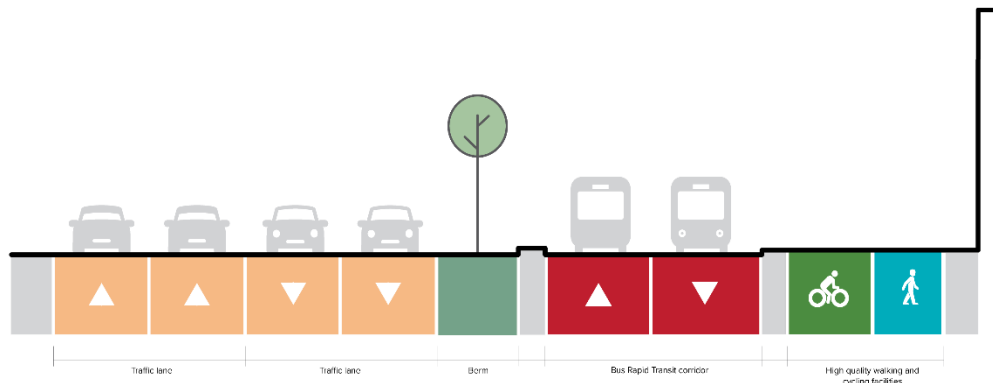 Traffic lane
Traffic lane
Berm
Bus Rapid Transit corridor
High quality walking and
cycling facilities